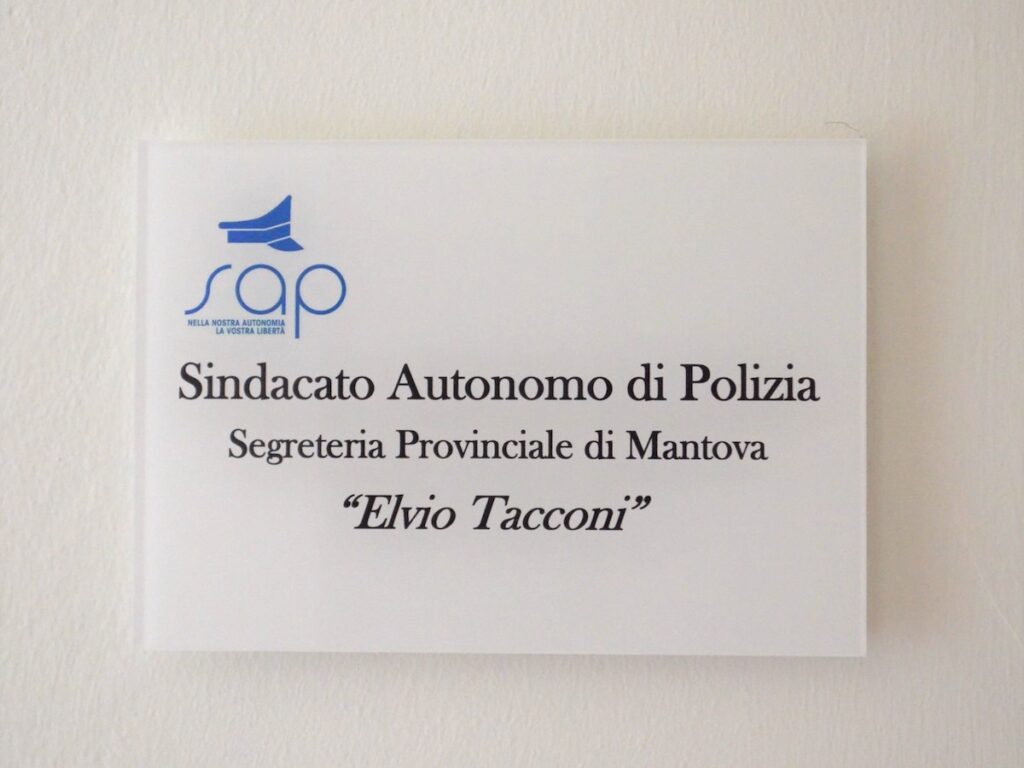 sap
NELLA NOSTRA AUTONOMIA
LA VOSTRA LIBERTÀ
Sindacato Autonomo di Polizia
Segreteria Provinciale di Mantova
“Elvio Tacconi”